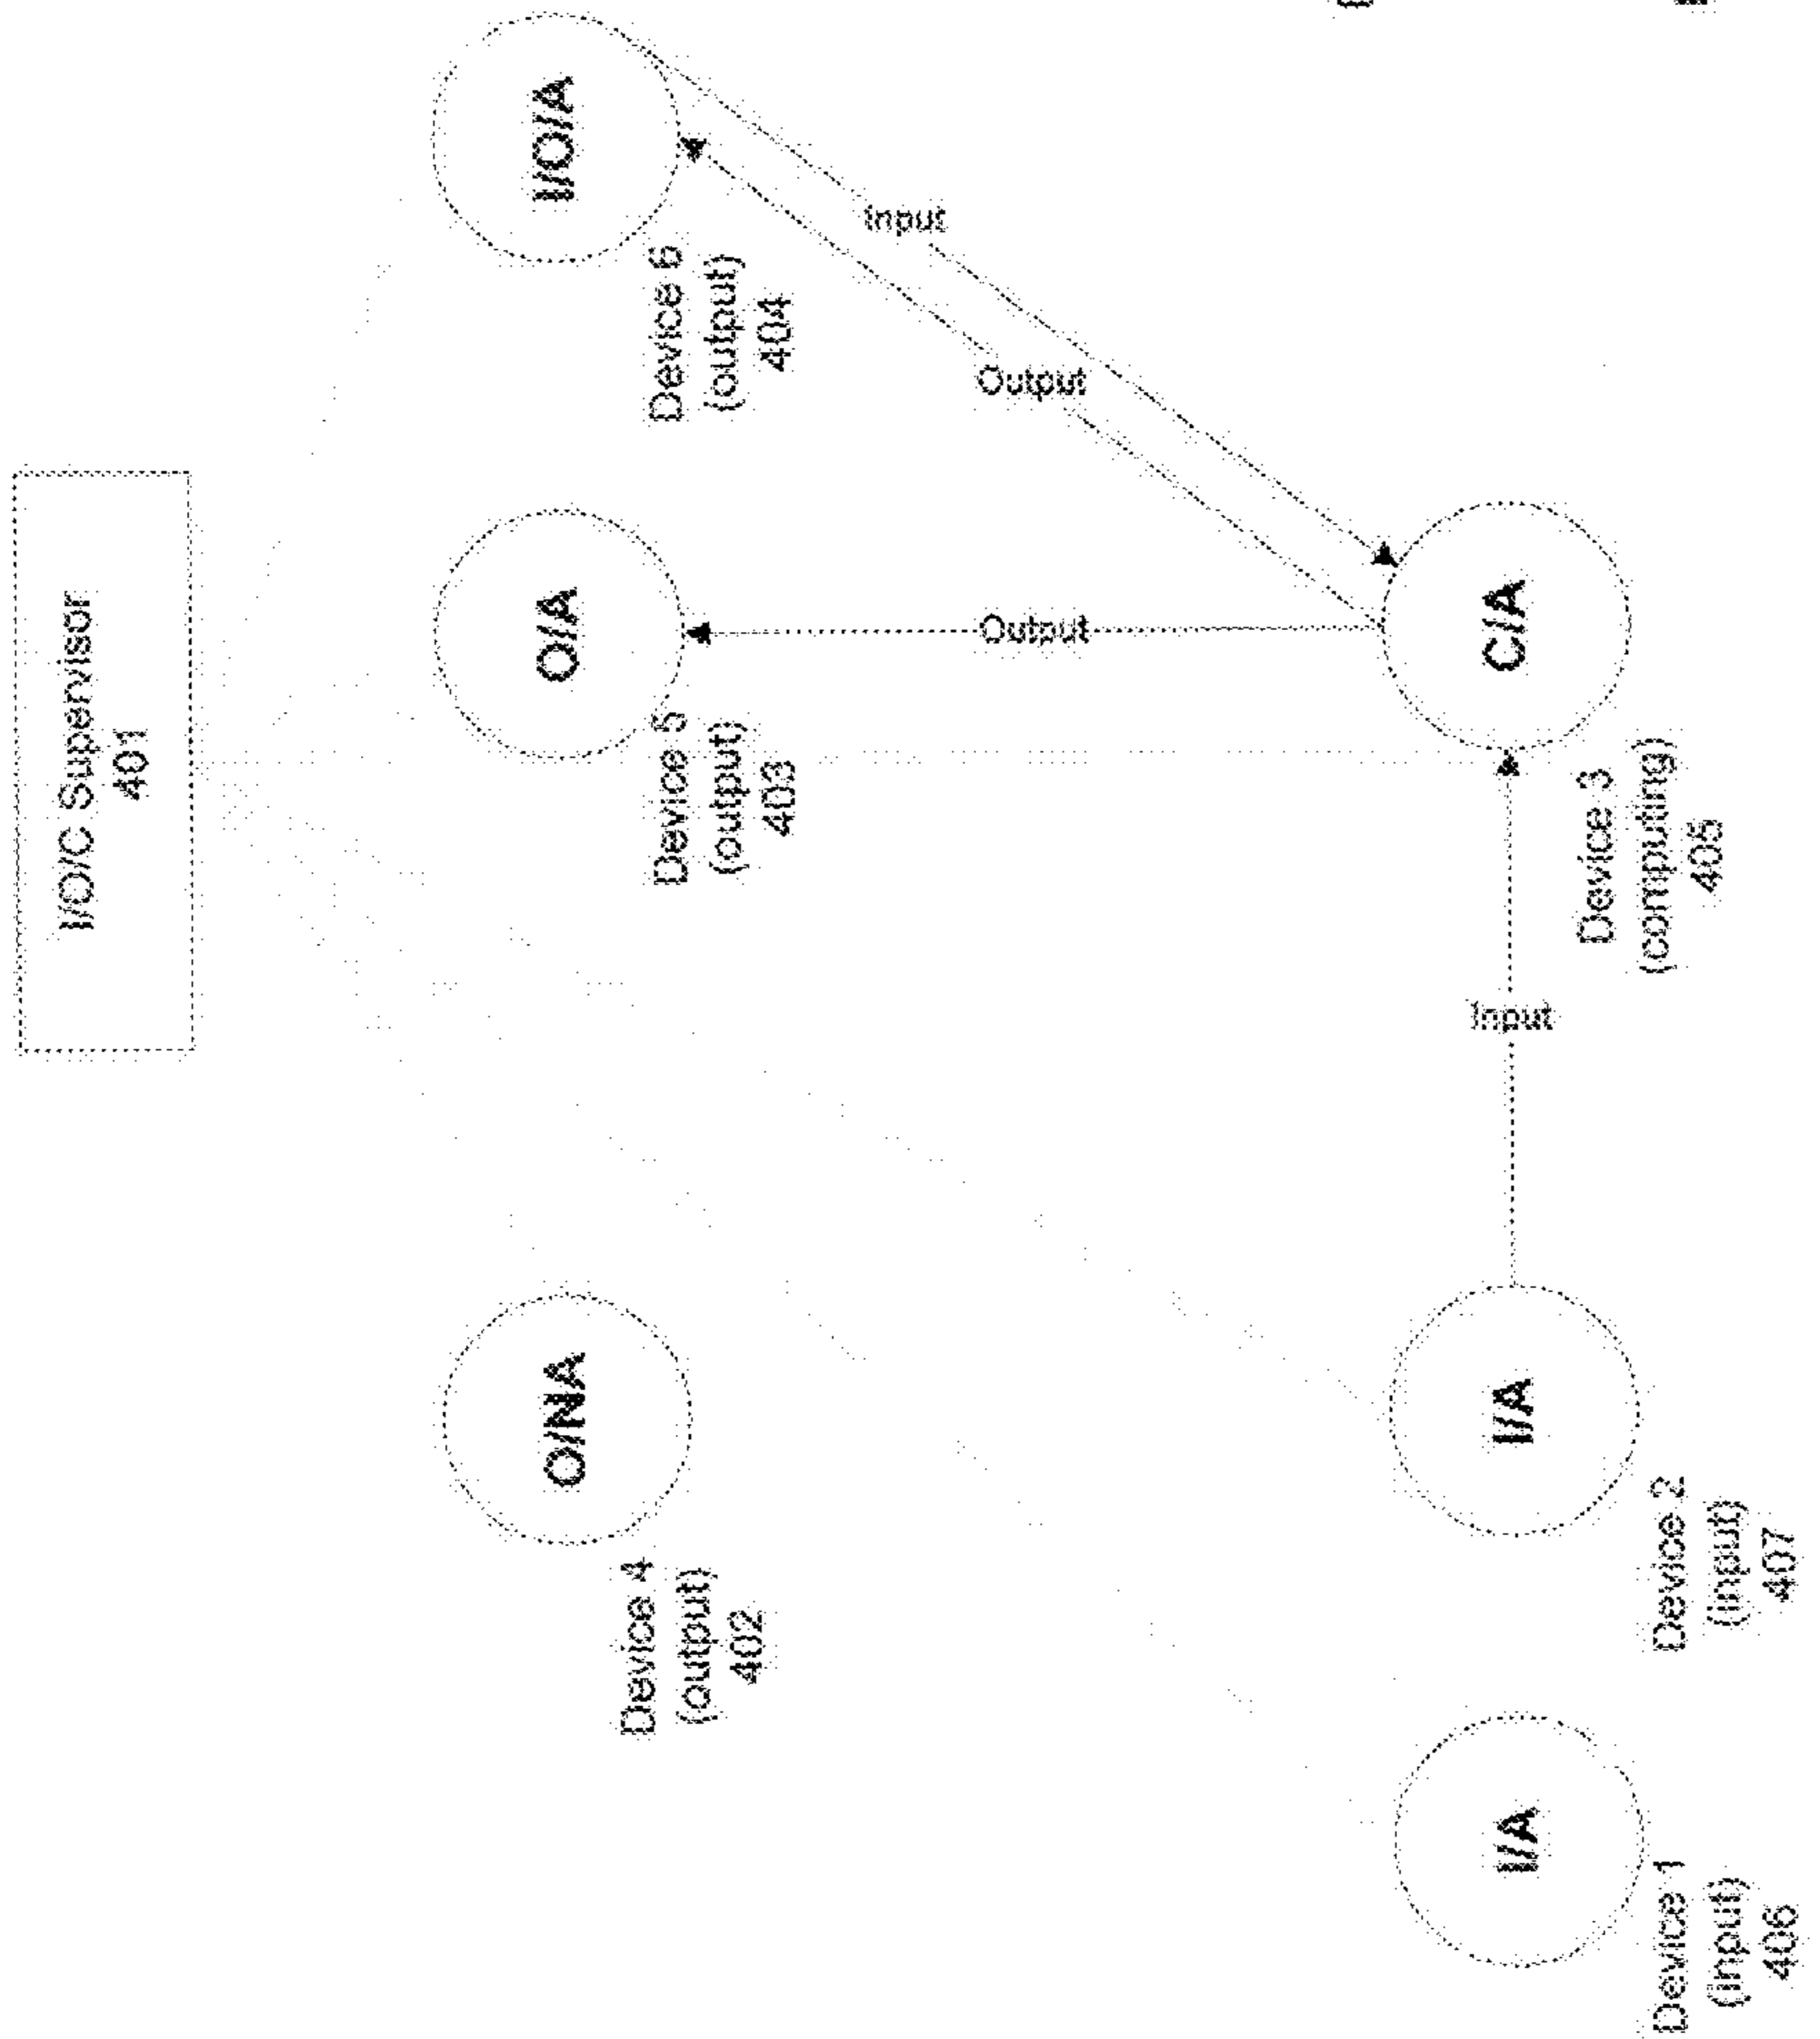 I/O/C Supervisor
401
O/NA
Device 4
(output)
402
O/A
Device 5
(output)
403
I/O/A
Device 6
(output)
404
Input
Output
Output
I/A
Device 1
(input)
406
I/A
Device 2
(input)
407
Input
C/A
Device 3
(computing)
405